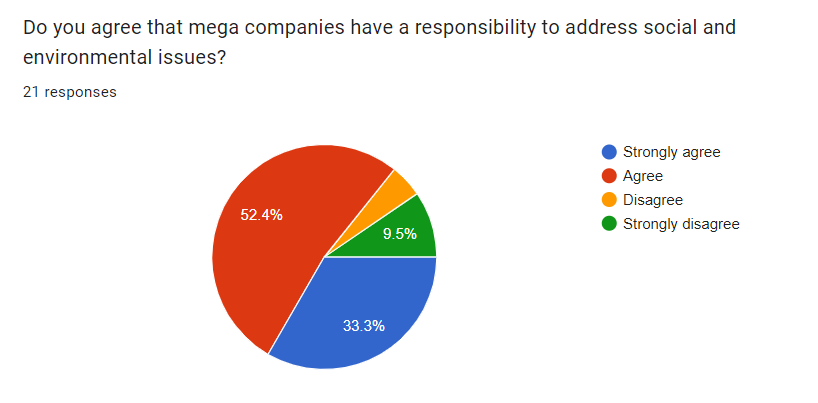 Do you agree that mega companies have a responsibility to address social and
environmental issues?
21 responses
Strongly agree
Agree
Disagree
Strongly disagree
52.4%
9.5%
33.3%